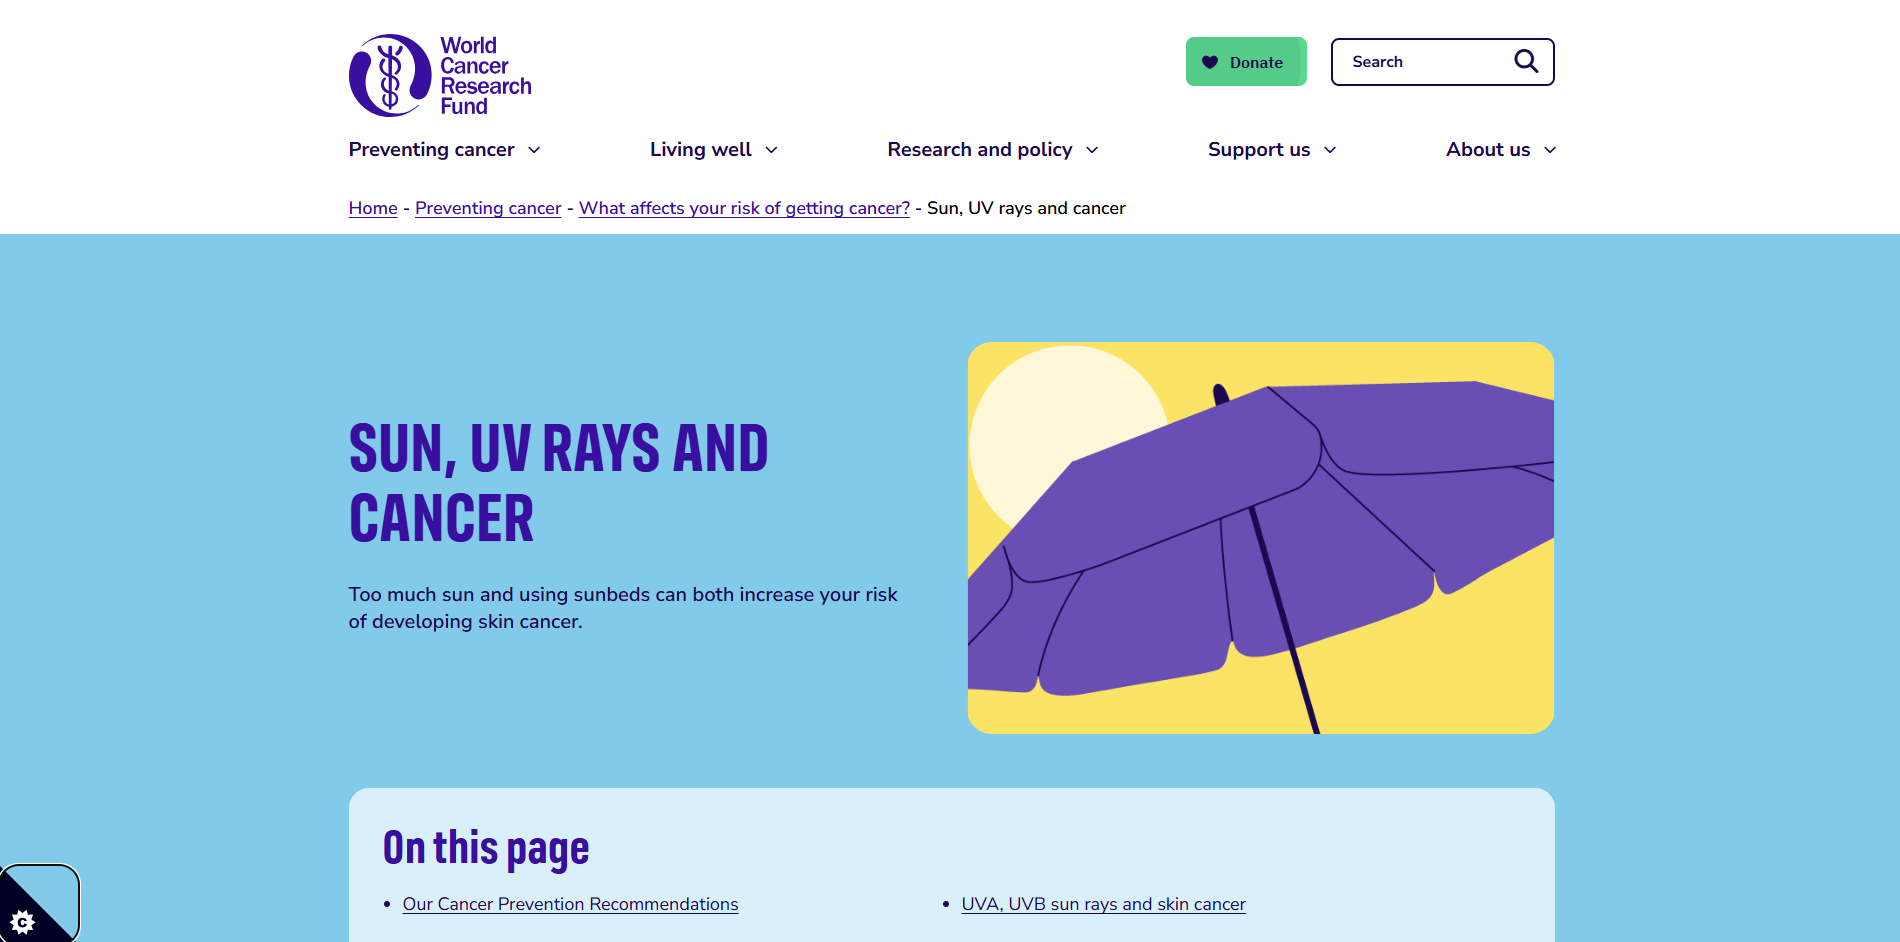 World
Cancer
Research
Fund
Donate
Search
Preventing cancer
Living well
Research and policy
Support us
About us
Home - Preventing cancer - What affects your risk of getting cancer? - Sun, UV rays and cancer
SUN, UV RAYS AND
CANCER
Too much sun and using sunbeds can both increase your risk
of developing skin cancer.
On this page
• Our Cancer Prevention Recommendations
• UVA, UVB sun rays and skin cancer
C